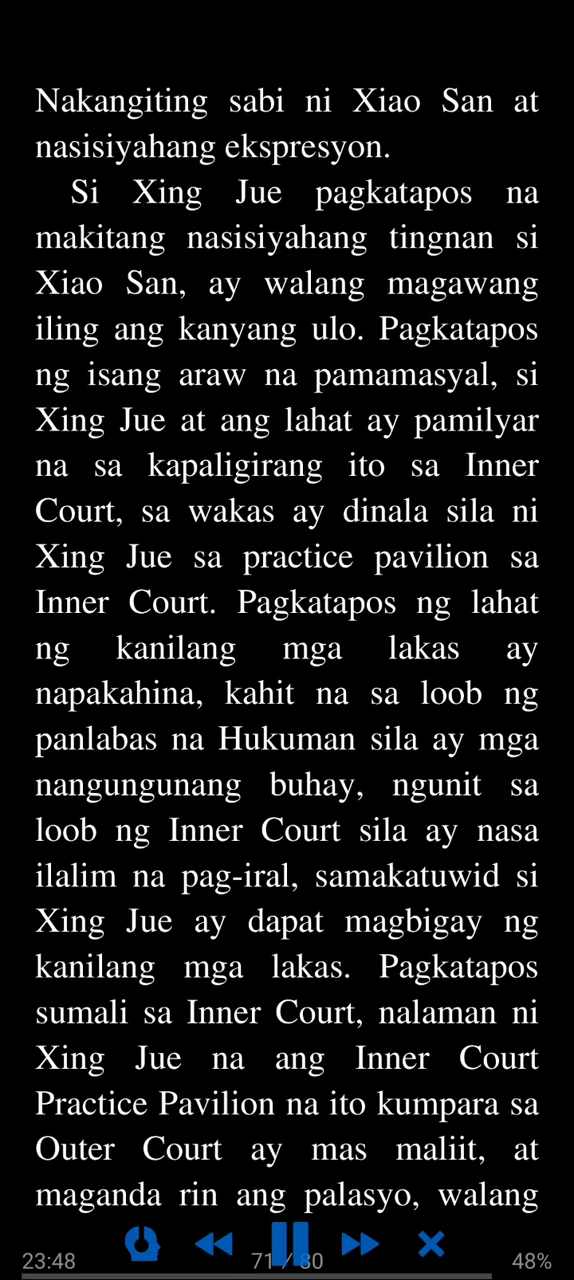 Nakangiting sabi ni Xiao San at
nasisiyahang ekspresyon.
Si Xing Jue pagkatapos na
makitang nasisiyahang tingnan si
Xiao San, ay walang magawang
iling ang kanyang ulo. Pagkatapos
ng isang araw na pamamasyal, si
Xing Jue at ang lahat ay pamilyar
na sa kapaligirang ito sa Inner
Court, sa wakas ay dinala sila ni
Xing Jue sa practice pavilion sa
Inner Court. Pagkatapos ng lahat
ng kanilang mga lakas ay
napakahina, kahit na sa loob ng
panlabas na Hukuman sila ay mga
nangungunang buhay, ngunit sa
loob ng Inner Court sila ay nasa
ilalim na pag-iral, samakatuwid si
Xing Jue ay dapat magbigay ng
kanilang mga lakas. Pagkatapos
sumali sa Inner Court, nalaman ni
Xing Jue na ang Inner Court
Practice Pavilion na ito kumpara sa
Outer Court ay mas maliit, at
maganda rin ang palasyo, walang
23:48 71 / 80 48%